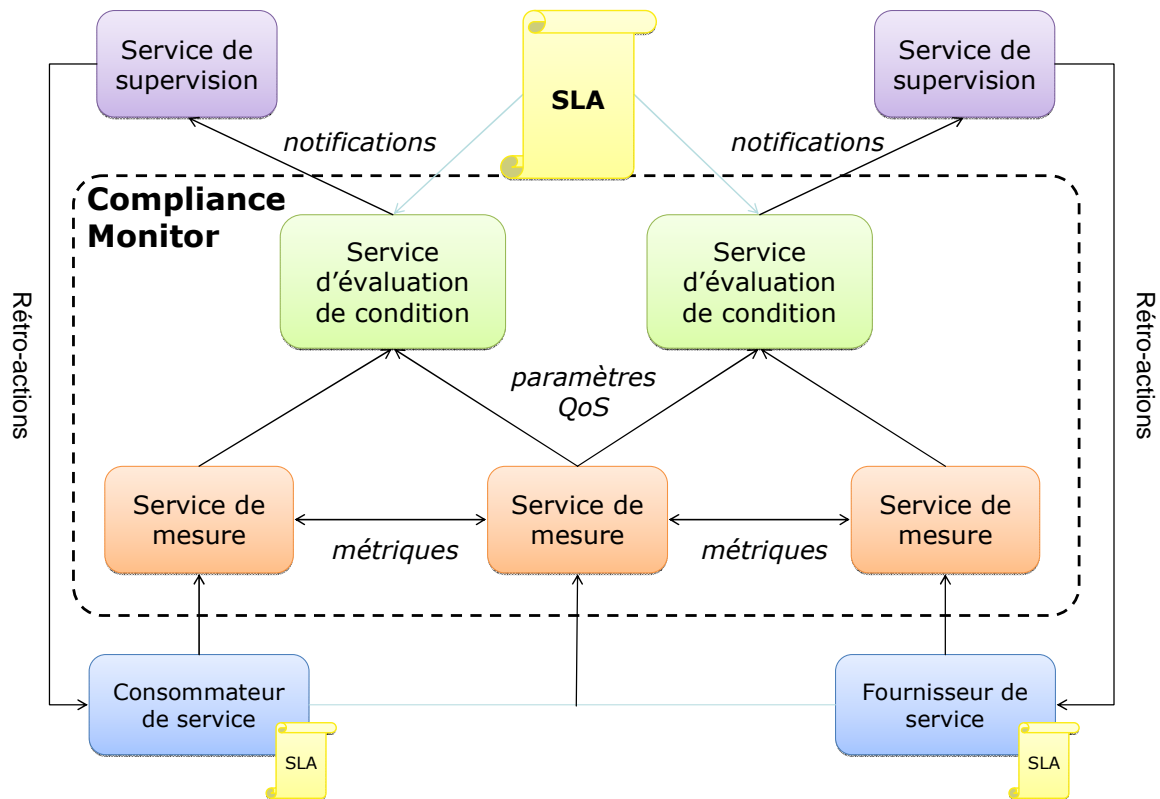 Service de
supervision
SLA
Service de
supervision
notifications
notifications
Compliance
Monitor
Service
d'évaluation
de condition
Service
d'évaluation
de condition
Rétro-actions
Rétro-actions
paramètres
QoS
Service de
mesure
Service de
mesure
Service de
mesure
métriques
métriques
Consommateur
de service
Fournisseur de
service
SLA
SLA